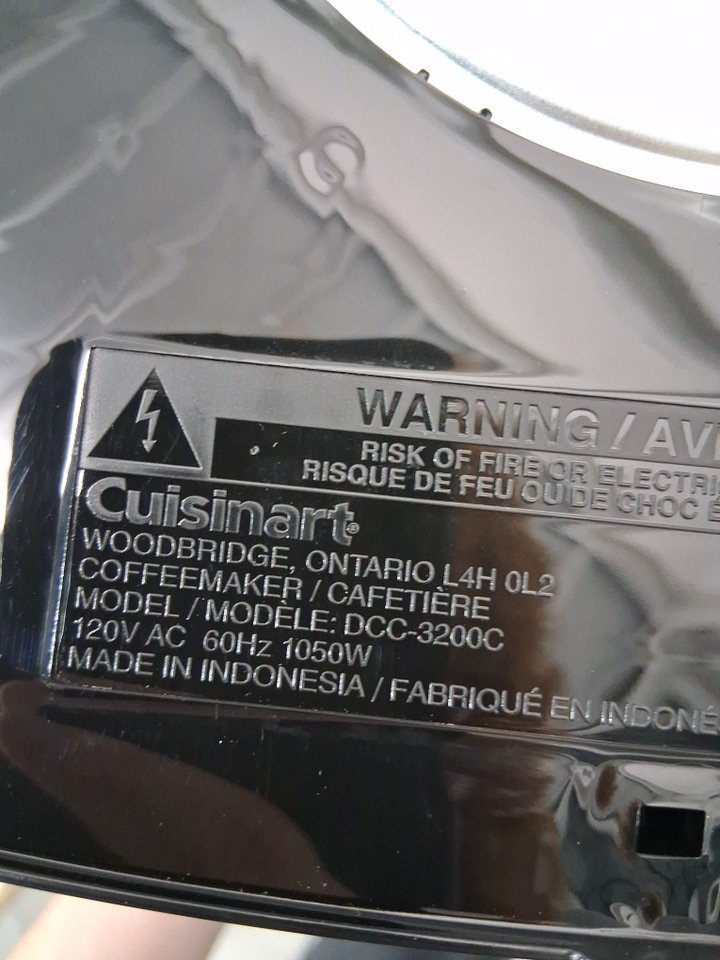 WARNING /
RISK OF FIRE OR
RISQUE DE FEU OU DE CHOC
Cuisinart®
WOODBRIDGE, ONTARIO L4H 0L2
COFFEEMAKER / CAFETIÈRE
MODEL / MODÈLE: DCC-3200C
120V AC 60Hz 1050W
MADE IN INDONESIA / FABRIQUÉ EN